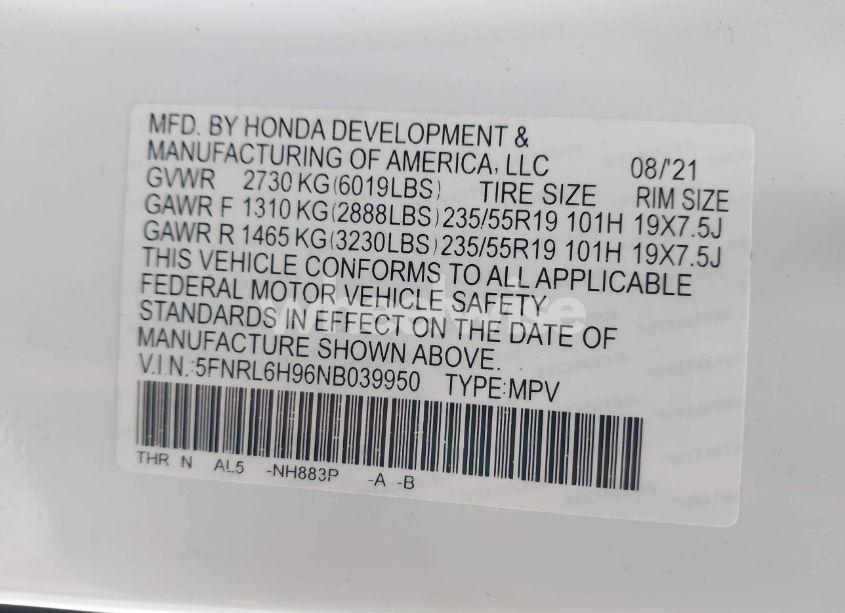 MFD. BY HONDA DEVELOPMENT &
MANUFACTURING OF AMERICA, LLC 08/'21
GVWR 2730 KG (6019LBS) TIRE SIZE RIM SIZE
GAWR F 1310 KG (2888LBS) 235/55R19 101H 19X7.5J
GAWR R 1465 KG (3230LBS) 235/55R19 101H 19X7.5J
THIS VEHICLE CONFORMS TO ALL APPLICABLE
FEDERAL MOTOR VEHICLE SAFETY
STANDARDS IN EFFECT ON THE DATE OF
MANUFACTURE SHOWN ABOVE.
V.I.N.:5FNRL6H96NB039950 TYPE:MPV
THR N AL5 -NH883P -A -B